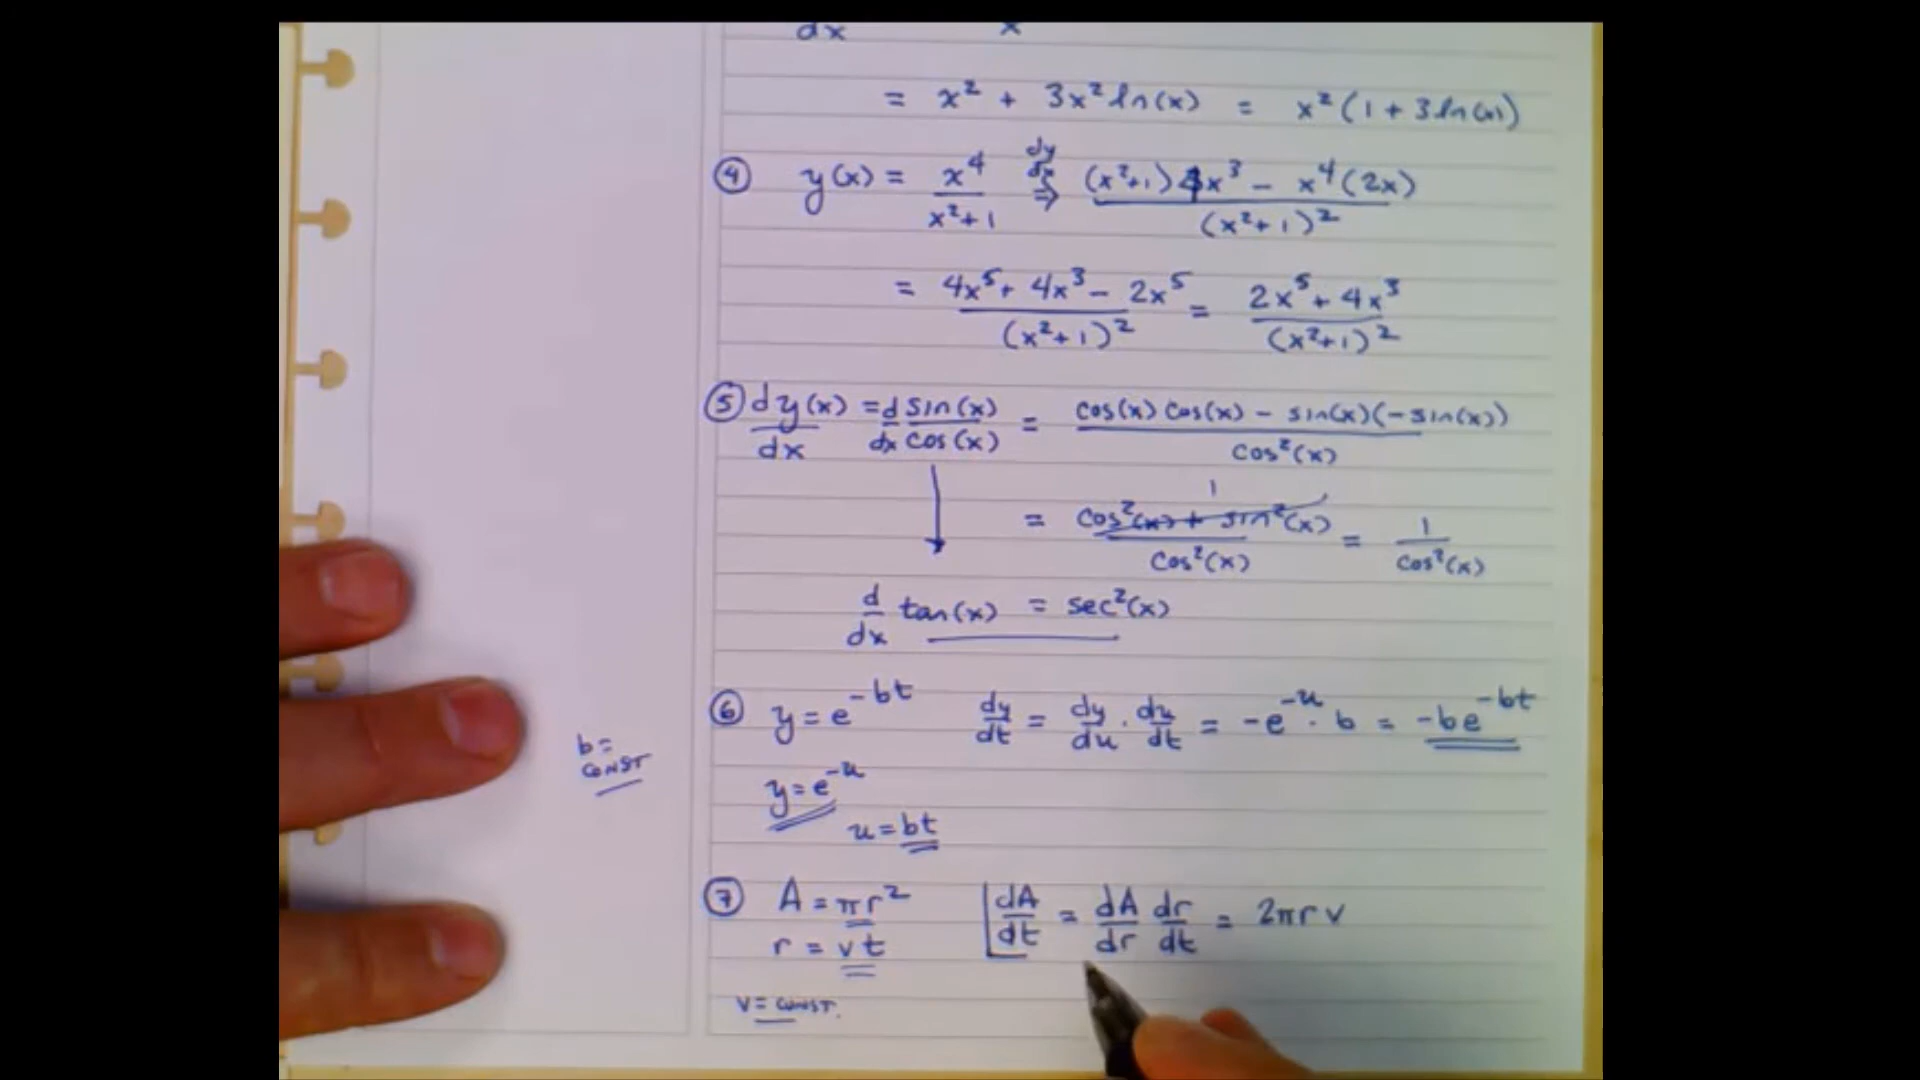 dx x
= x² + 3x² ln(x) = x²(1 + 3 ln(x))
④ y(x) = x⁴/(x²+1) dy/dx ⇒ ((x²+1)4x³ − x⁴(2x))/(x²+1)²
= (4x⁵ + 4x³ − 2x⁵)/(x²+1)² = (2x⁵ + 4x³)/(x²+1)²
⑤ dy(x)/dx = d/dx sin(x)/cos(x) = (cos(x) cos(x) − sin(x)(−sin(x)))/cos²(x)
1
= (cos²(x) + sin²(x))/cos²(x) = 1/cos²(x)
d/dx tan(x) = sec²(x)
⑥ y = e^(−bt) dy/dt = dy/du · du/dt = −e^(−u) · b = −be^(−bt)
b =
const
y = e^(−u)
u = bt
⑦ A = πr² dA/dt = dA/dr dr/dt = 2πrv
r = vt
v = const.